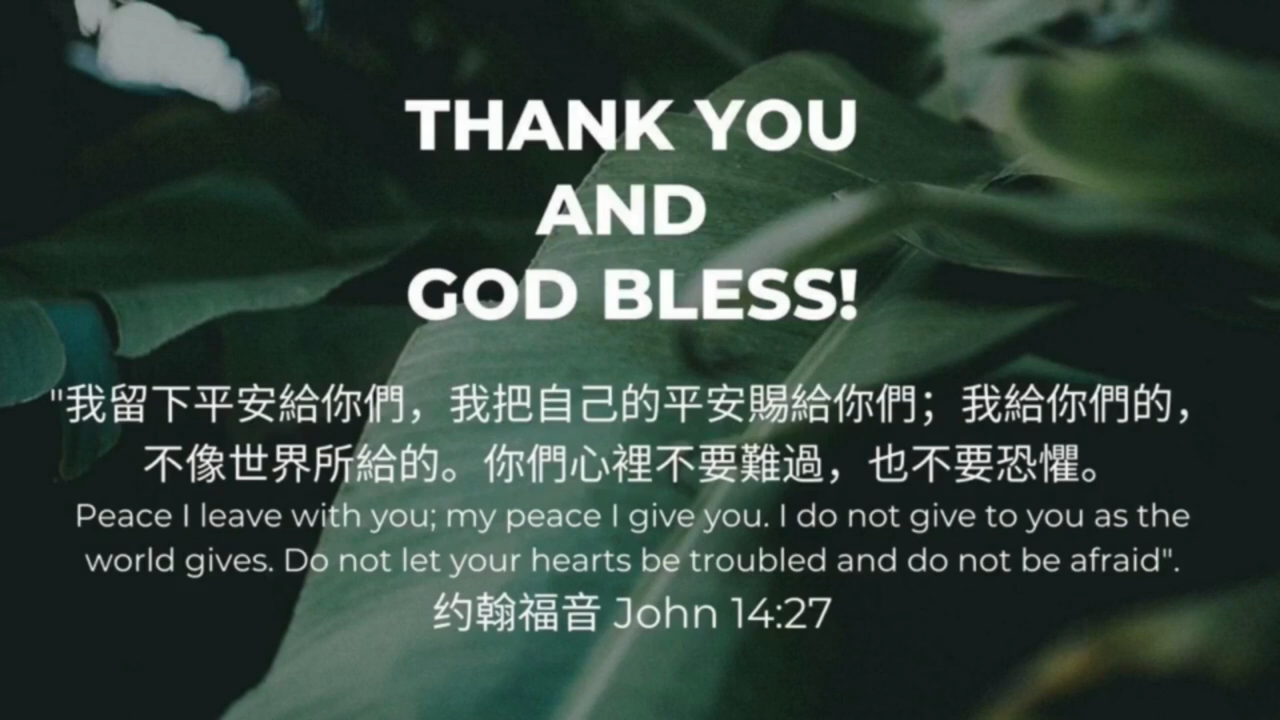 THANK YOU
AND
GOD BLESS!
"我留下平安給你們，我把自己的平安賜給你們；我給你們的，
不像世界所給的。你們心裡不要難過，也不要恐懼。
Peace I leave with you; my peace I give you. I do not give to you as the
world gives. Do not let your hearts be troubled and do not be afraid".
约翰福音 John 14:27